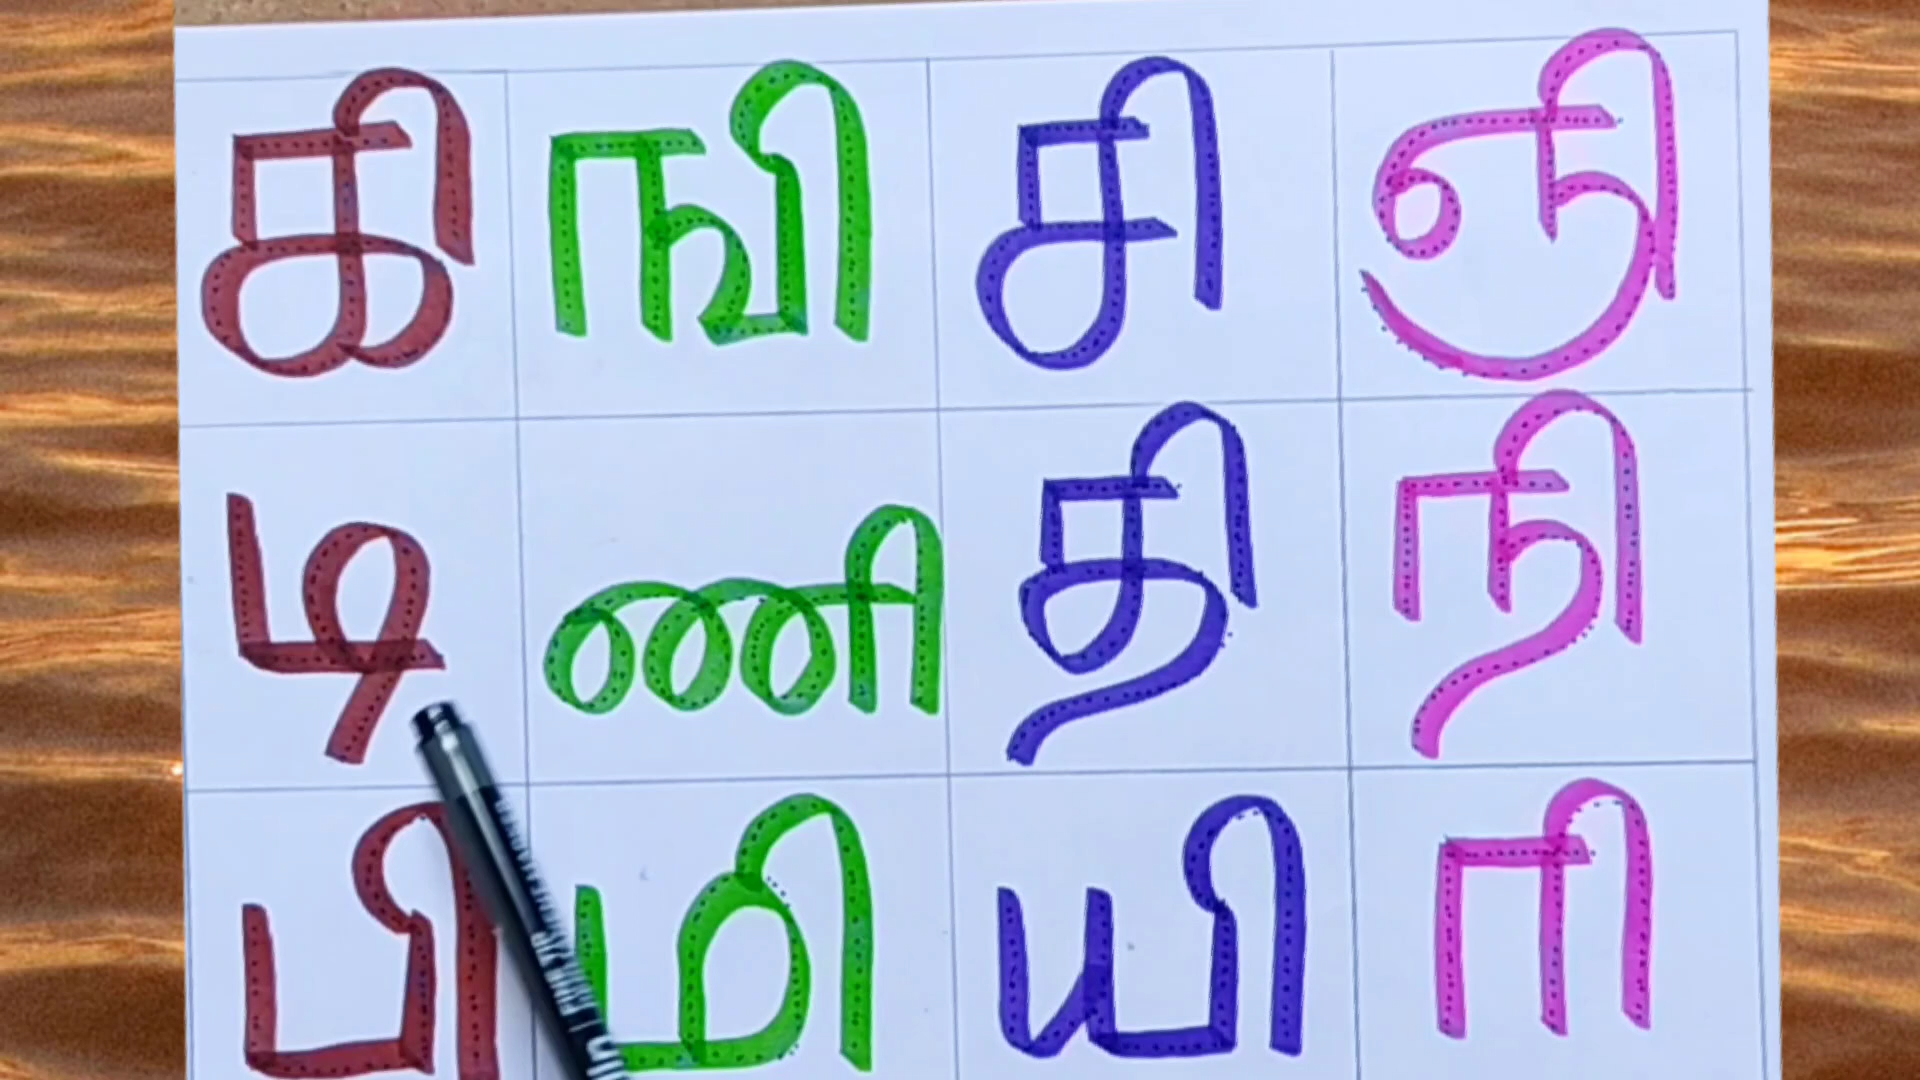 கி ஙி சி ஞி
டி ணி தி நி
பி மி யி ரி